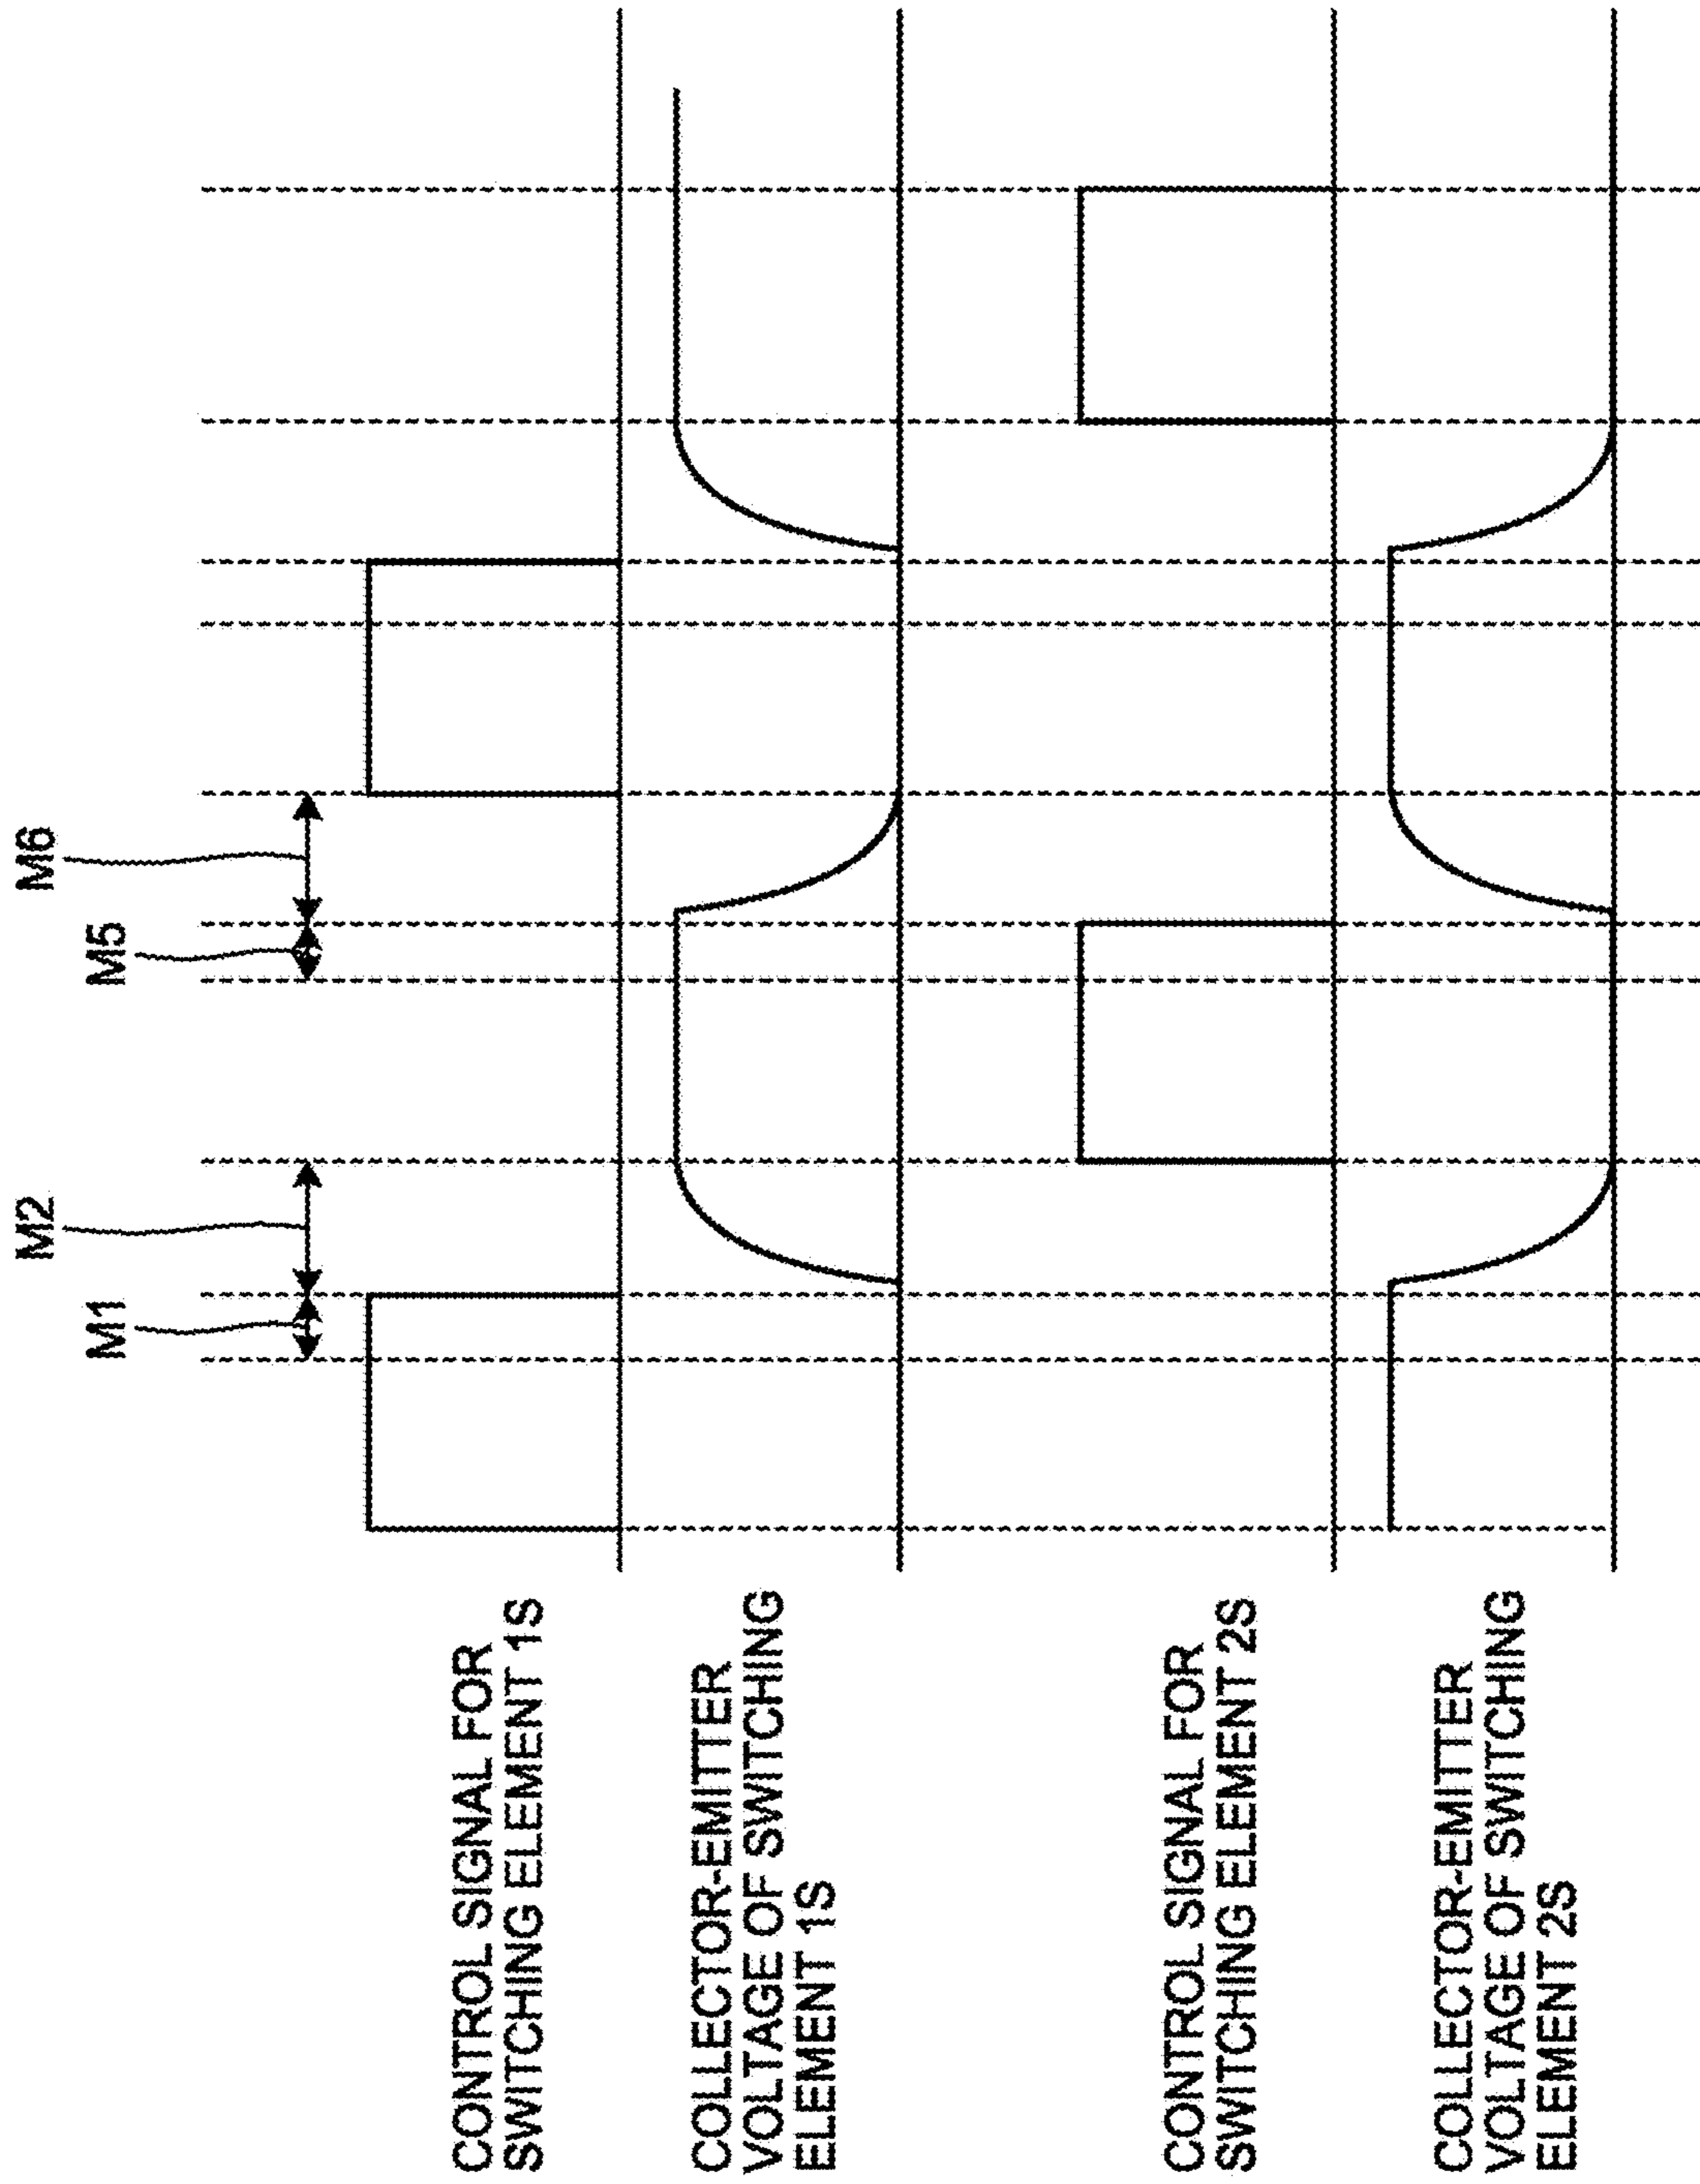 M1
M2
M5
M6
CONTROL SIGNAL FOR
SWITCHING ELEMENT 1S
COLLECTOR-EMITTER
VOLTAGE OF SWITCHING
ELEMENT 1S
CONTROL SIGNAL FOR
SWITCHING ELEMENT 2S
COLLECTOR-EMITTER
VOLTAGE OF SWITCHING
ELEMENT 2S